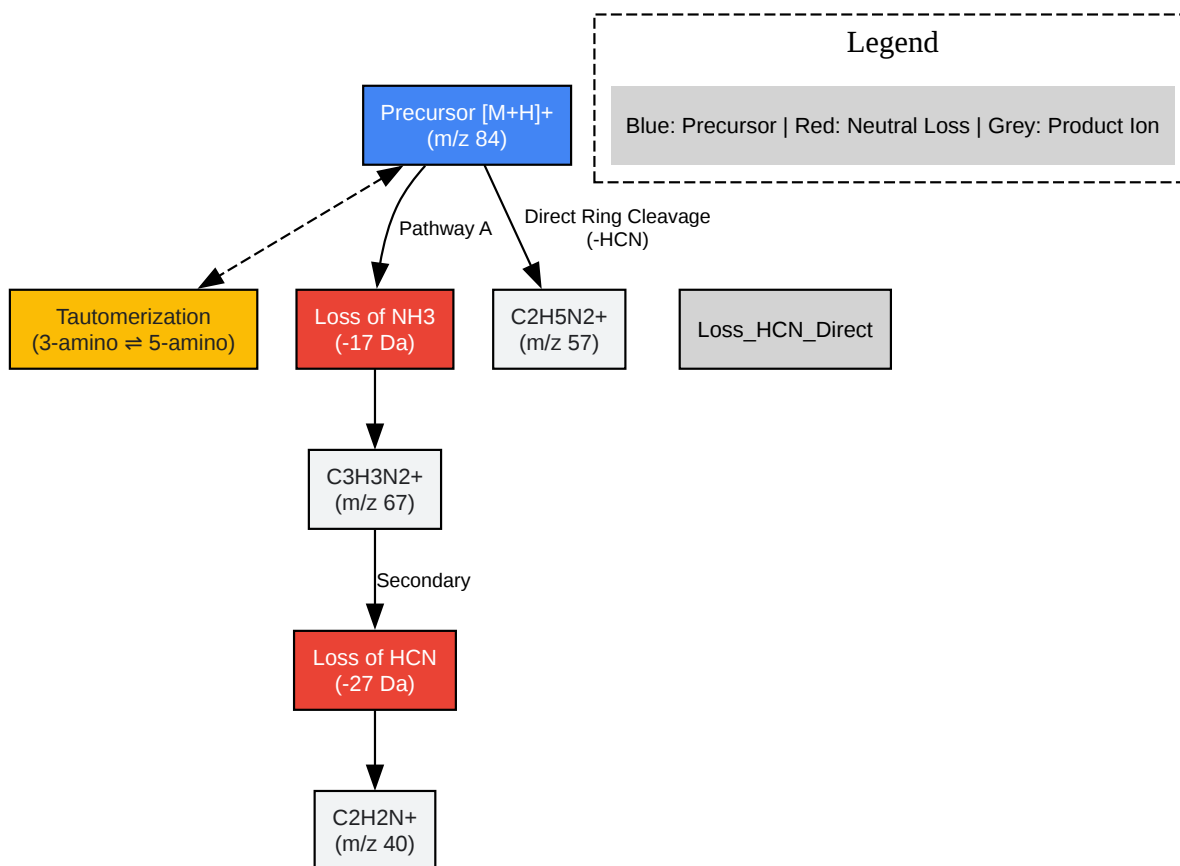 Legend
Blue: Precursor | Red: Neutral Loss | Grey: Product Ion
Precursor [M+H]+
(m/z 84)
Pathway A
Direct Ring Cleavage
(-HCN)
Tautomerization
(3-amino ⇌ 5-amino)
Loss of NH3
(-17 Da)
C2H5N2+
(m/z 57)
Loss_HCN_Direct
C3H3N2+
(m/z 67)
Secondary
Loss of HCN
(-27 Da)
C2H2N+
(m/z 40)